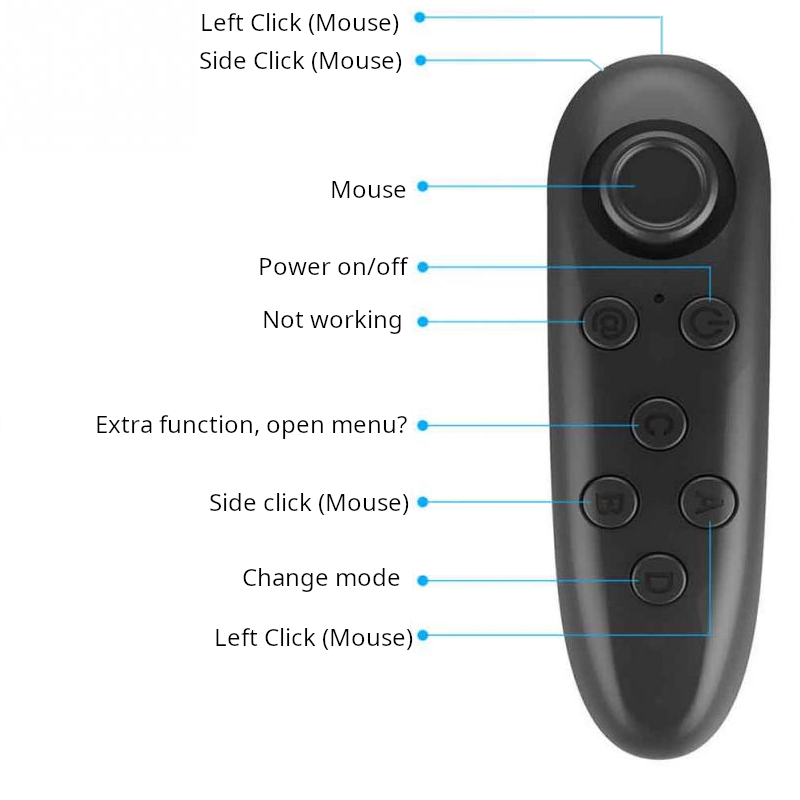 Left Click (Mouse)
Side Click (Mouse)
Mouse
Power on/off
Not working
@
Extra function, open menu?
C
Side click (Mouse)
B
A
Change mode
D
Left Click (Mouse)